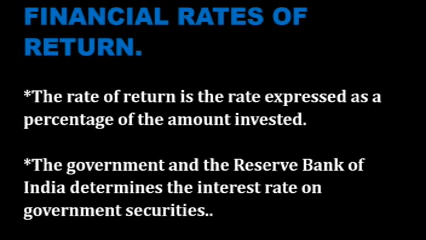 FINANCIAL RATES OF
RETURN.
*The rate of return is the rate expressed as a
percentage of the amount invested.
*The government and the Reserve Bank of
India determines the interest rate on
government securities..